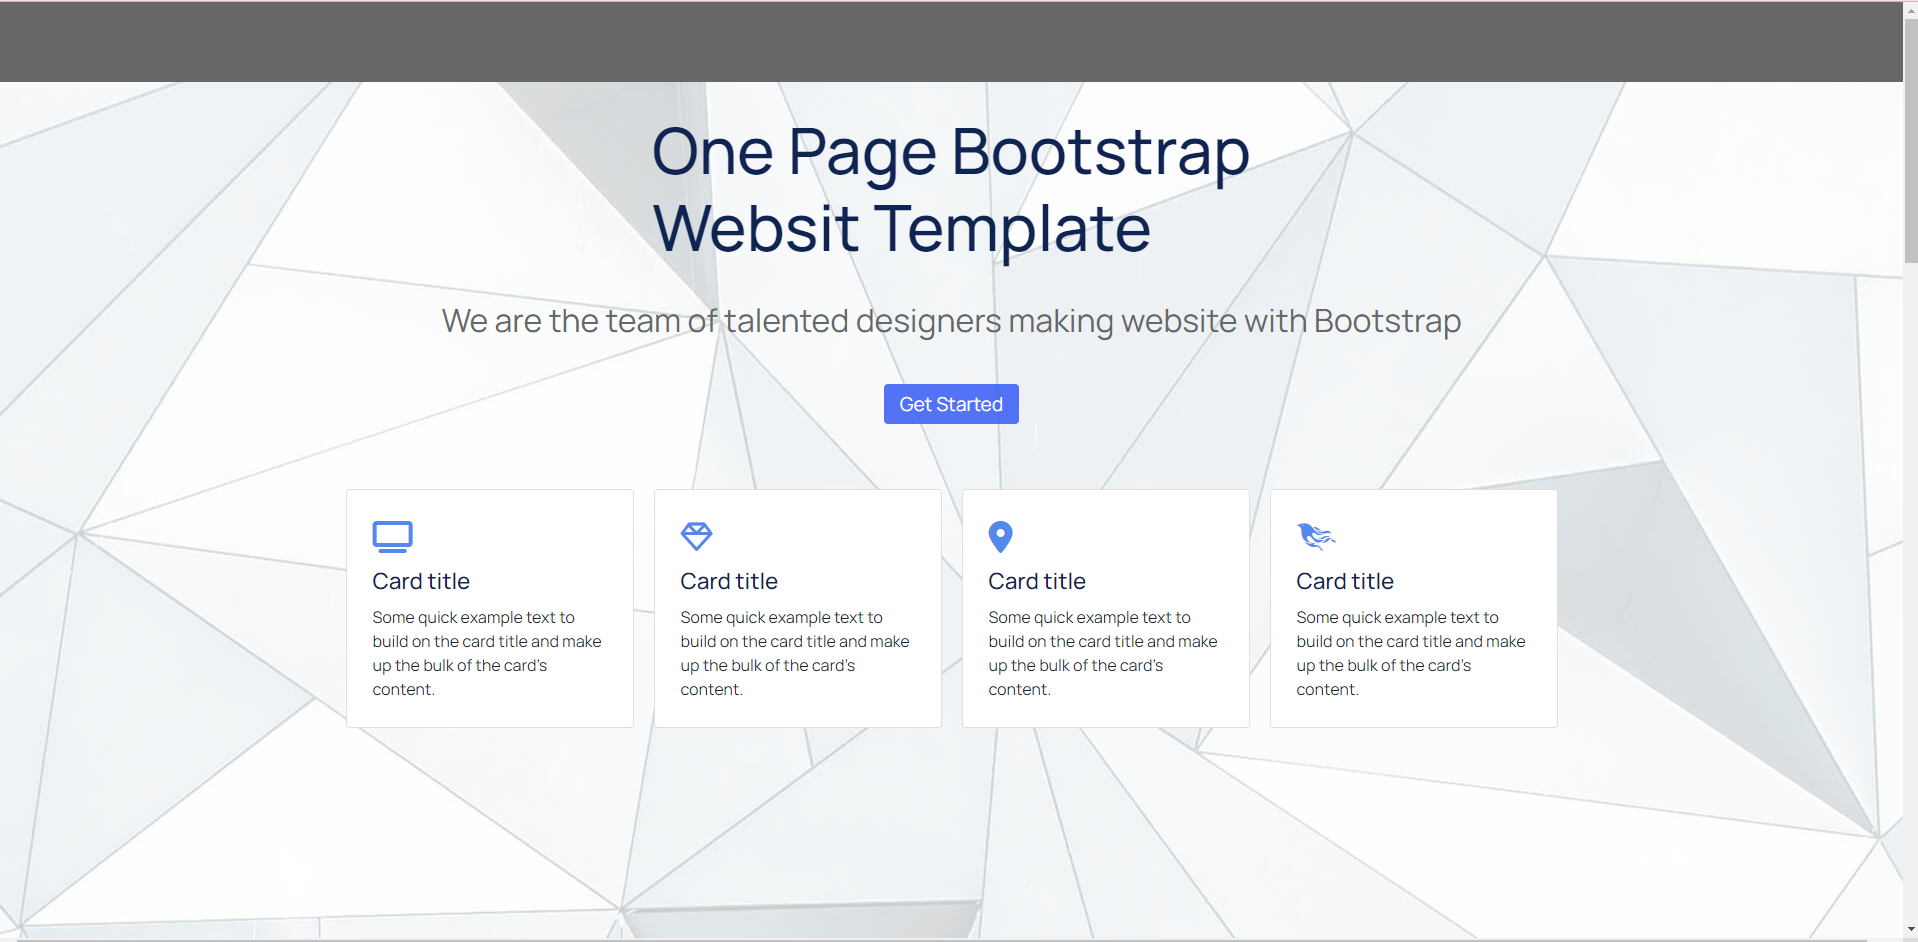 One Page Bootstrap
Websit Template
We are the team of talented designers making website with Bootstrap
Get Started
Card title
Some quick example text to
build on the card title and make
up the bulk of the card's
content.
Card title
Some quick example text to
build on the card title and make
up the bulk of the card's
content.
Card title
Some quick example text to
build on the card title and make
up the bulk of the card's
content.
Card title
Some quick example text to
build on the card title and make
up the bulk of the card's
content.